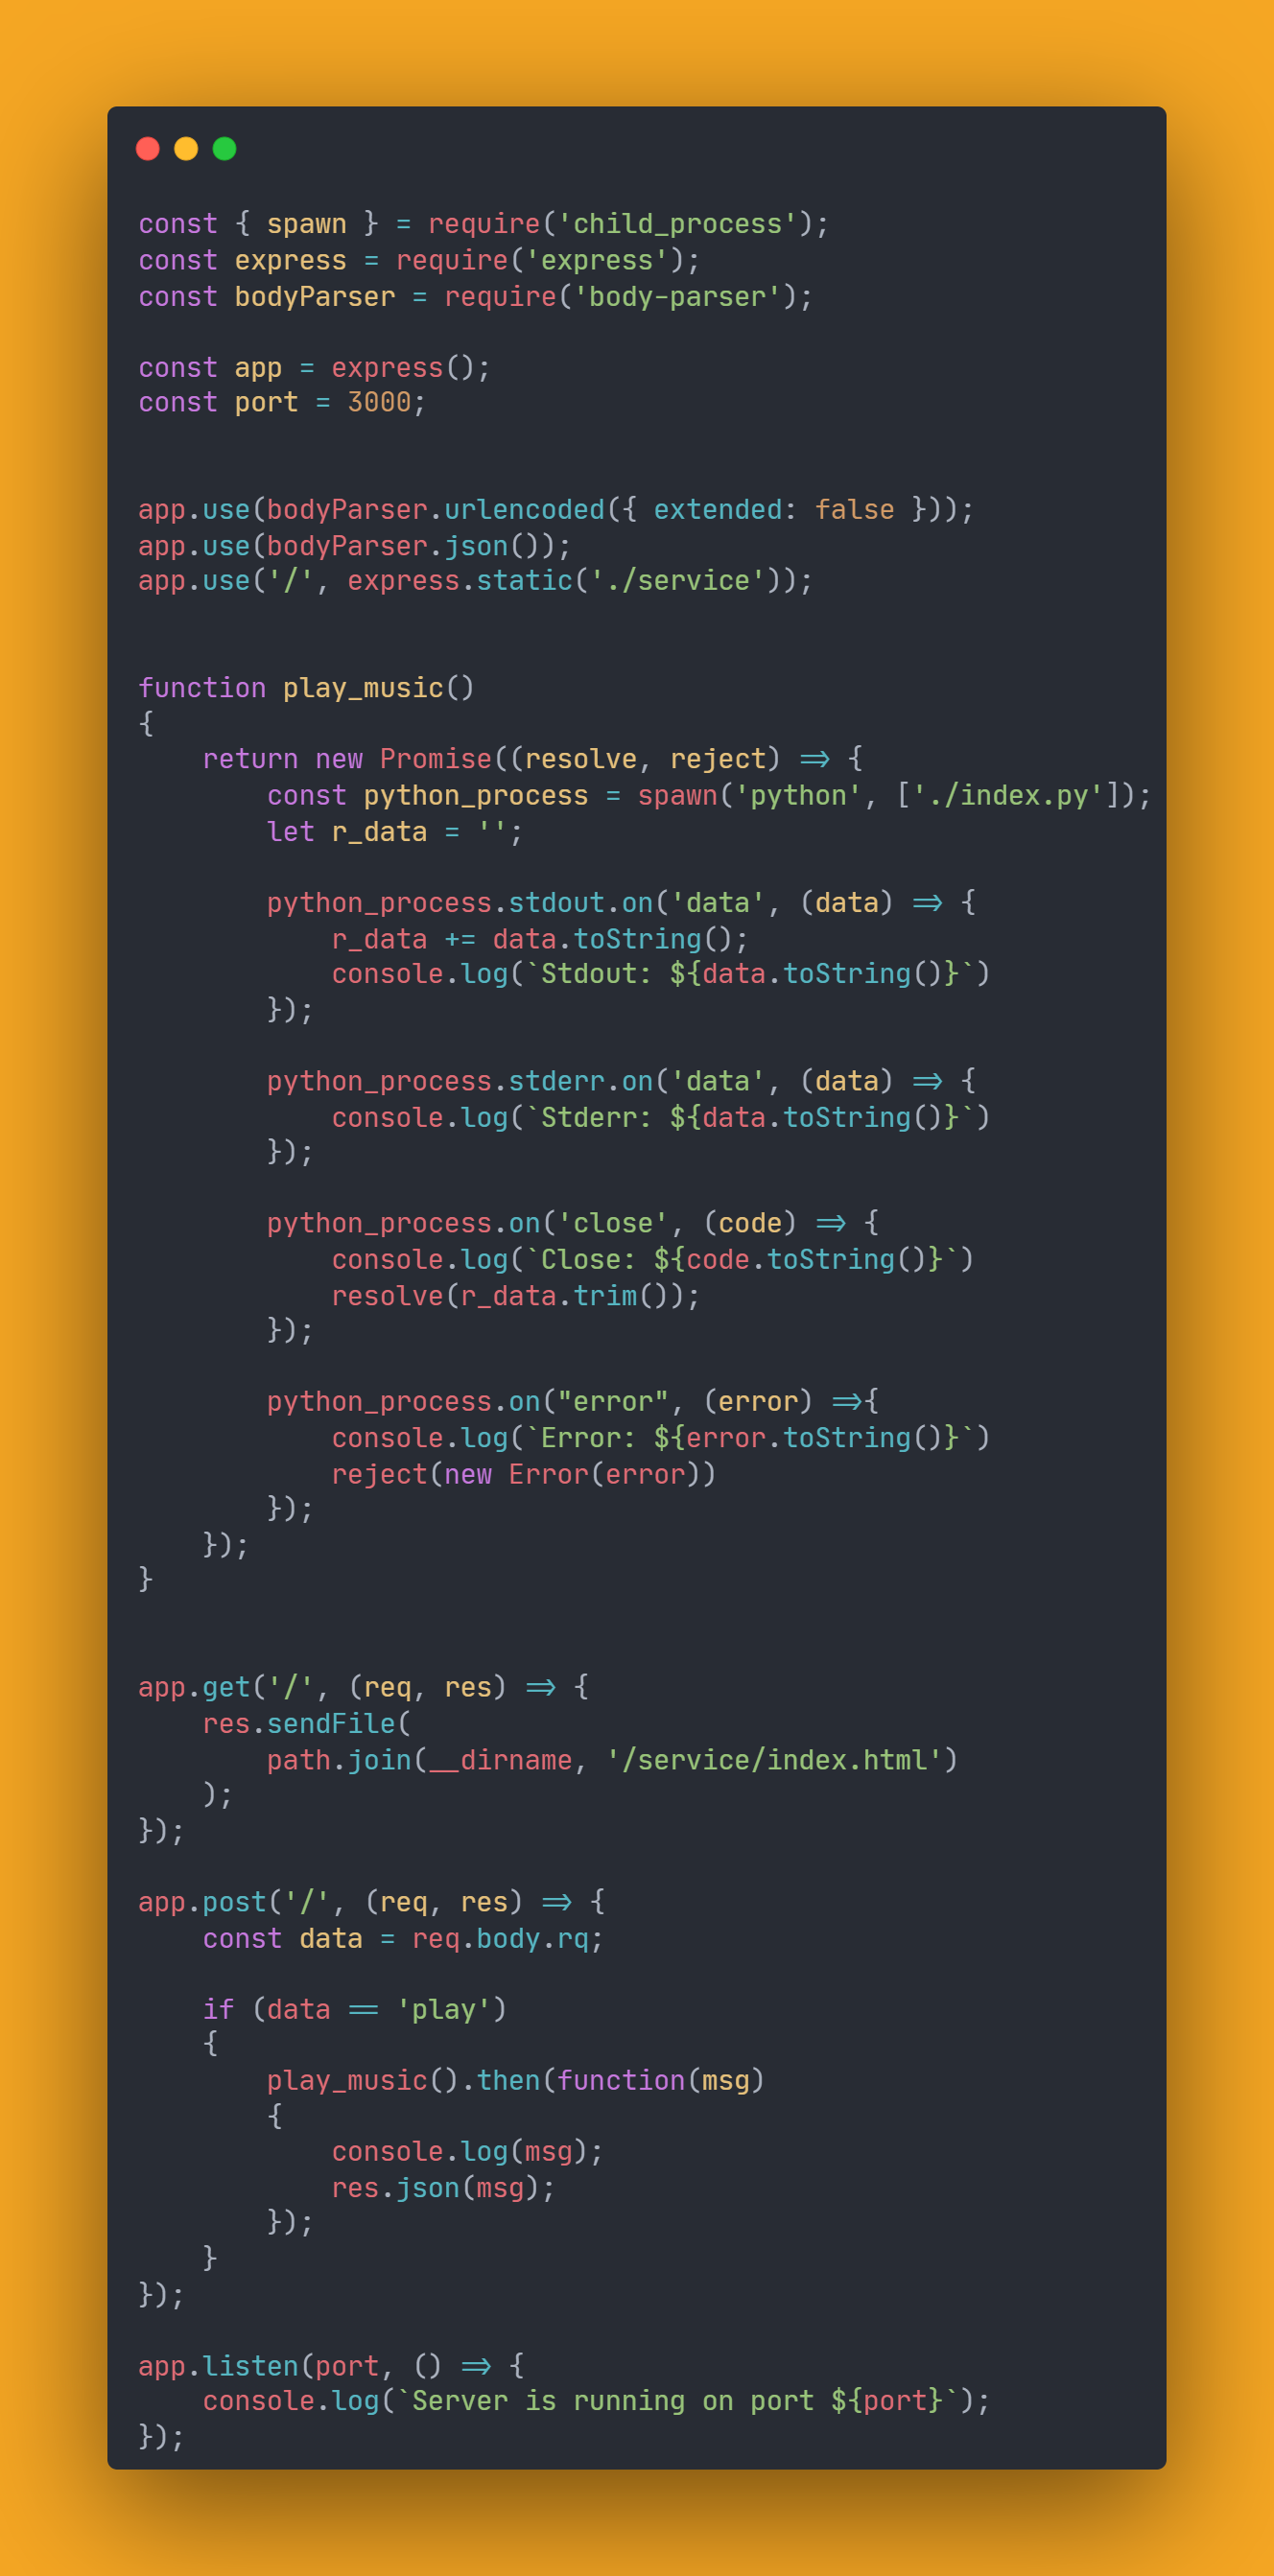 const { spawn } = require('child_process');
const express = require('express');
const bodyParser = require('body-parser');

const app = express();
const port = 3000;


app.use(bodyParser.urlencoded({ extended: false }));
app.use(bodyParser.json());
app.use('/', express.static('./service'));


function play_music()
{
    return new Promise((resolve, reject) => {
        const python_process = spawn('python', ['./index.py']);
        let r_data = '';

        python_process.stdout.on('data', (data) => {
            r_data += data.toString();
            console.log(`Stdout: ${data.toString()}`)
        });

        python_process.stderr.on('data', (data) => {
            console.log(`Stderr: ${data.toString()}`)
        });

        python_process.on('close', (code) => {
            console.log(`Close: ${code.toString()}`)
            resolve(r_data.trim());
        });

        python_process.on("error", (error) =>{
            console.log(`Error: ${error.toString()}`)
            reject(new Error(error))
        });
    });
}


app.get('/', (req, res) => {
    res.sendFile(
        path.join(__dirname, '/service/index.html')
    );
});

app.post('/', (req, res) => {
    const data = req.body.rq;

    if (data == 'play')
    {
        play_music().then(function(msg)
        {
            console.log(msg);
            res.json(msg);
        });
    }
});

app.listen(port, () => {
    console.log(`Server is running on port ${port}`);
});